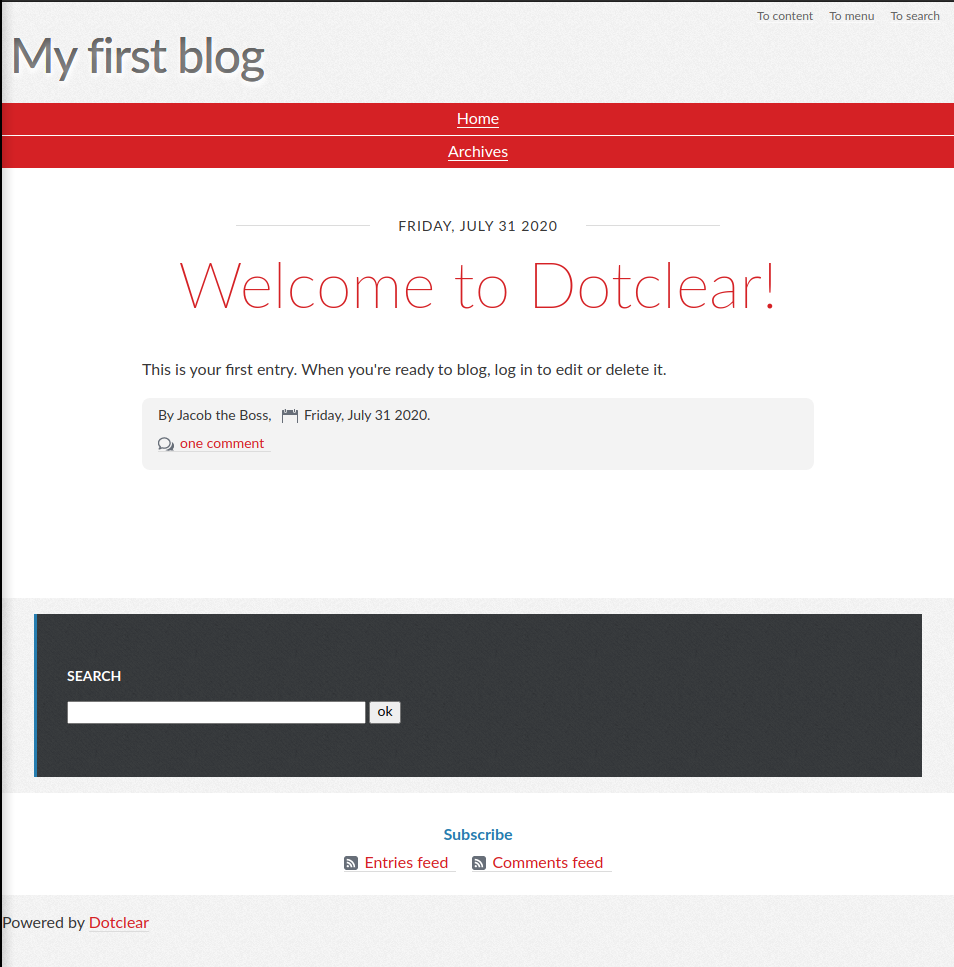 To content To menu To search
My first blog
Home
Archives
FRIDAY, JULY 31 2020
Welcome to Dotclear!
This is your first entry. When you're ready to blog, log in to edit or delete it.
By Jacob the Boss, Friday, July 31 2020.
one comment
SEARCH
ok
Subscribe
Entries feed Comments feed
Powered by Dotclear